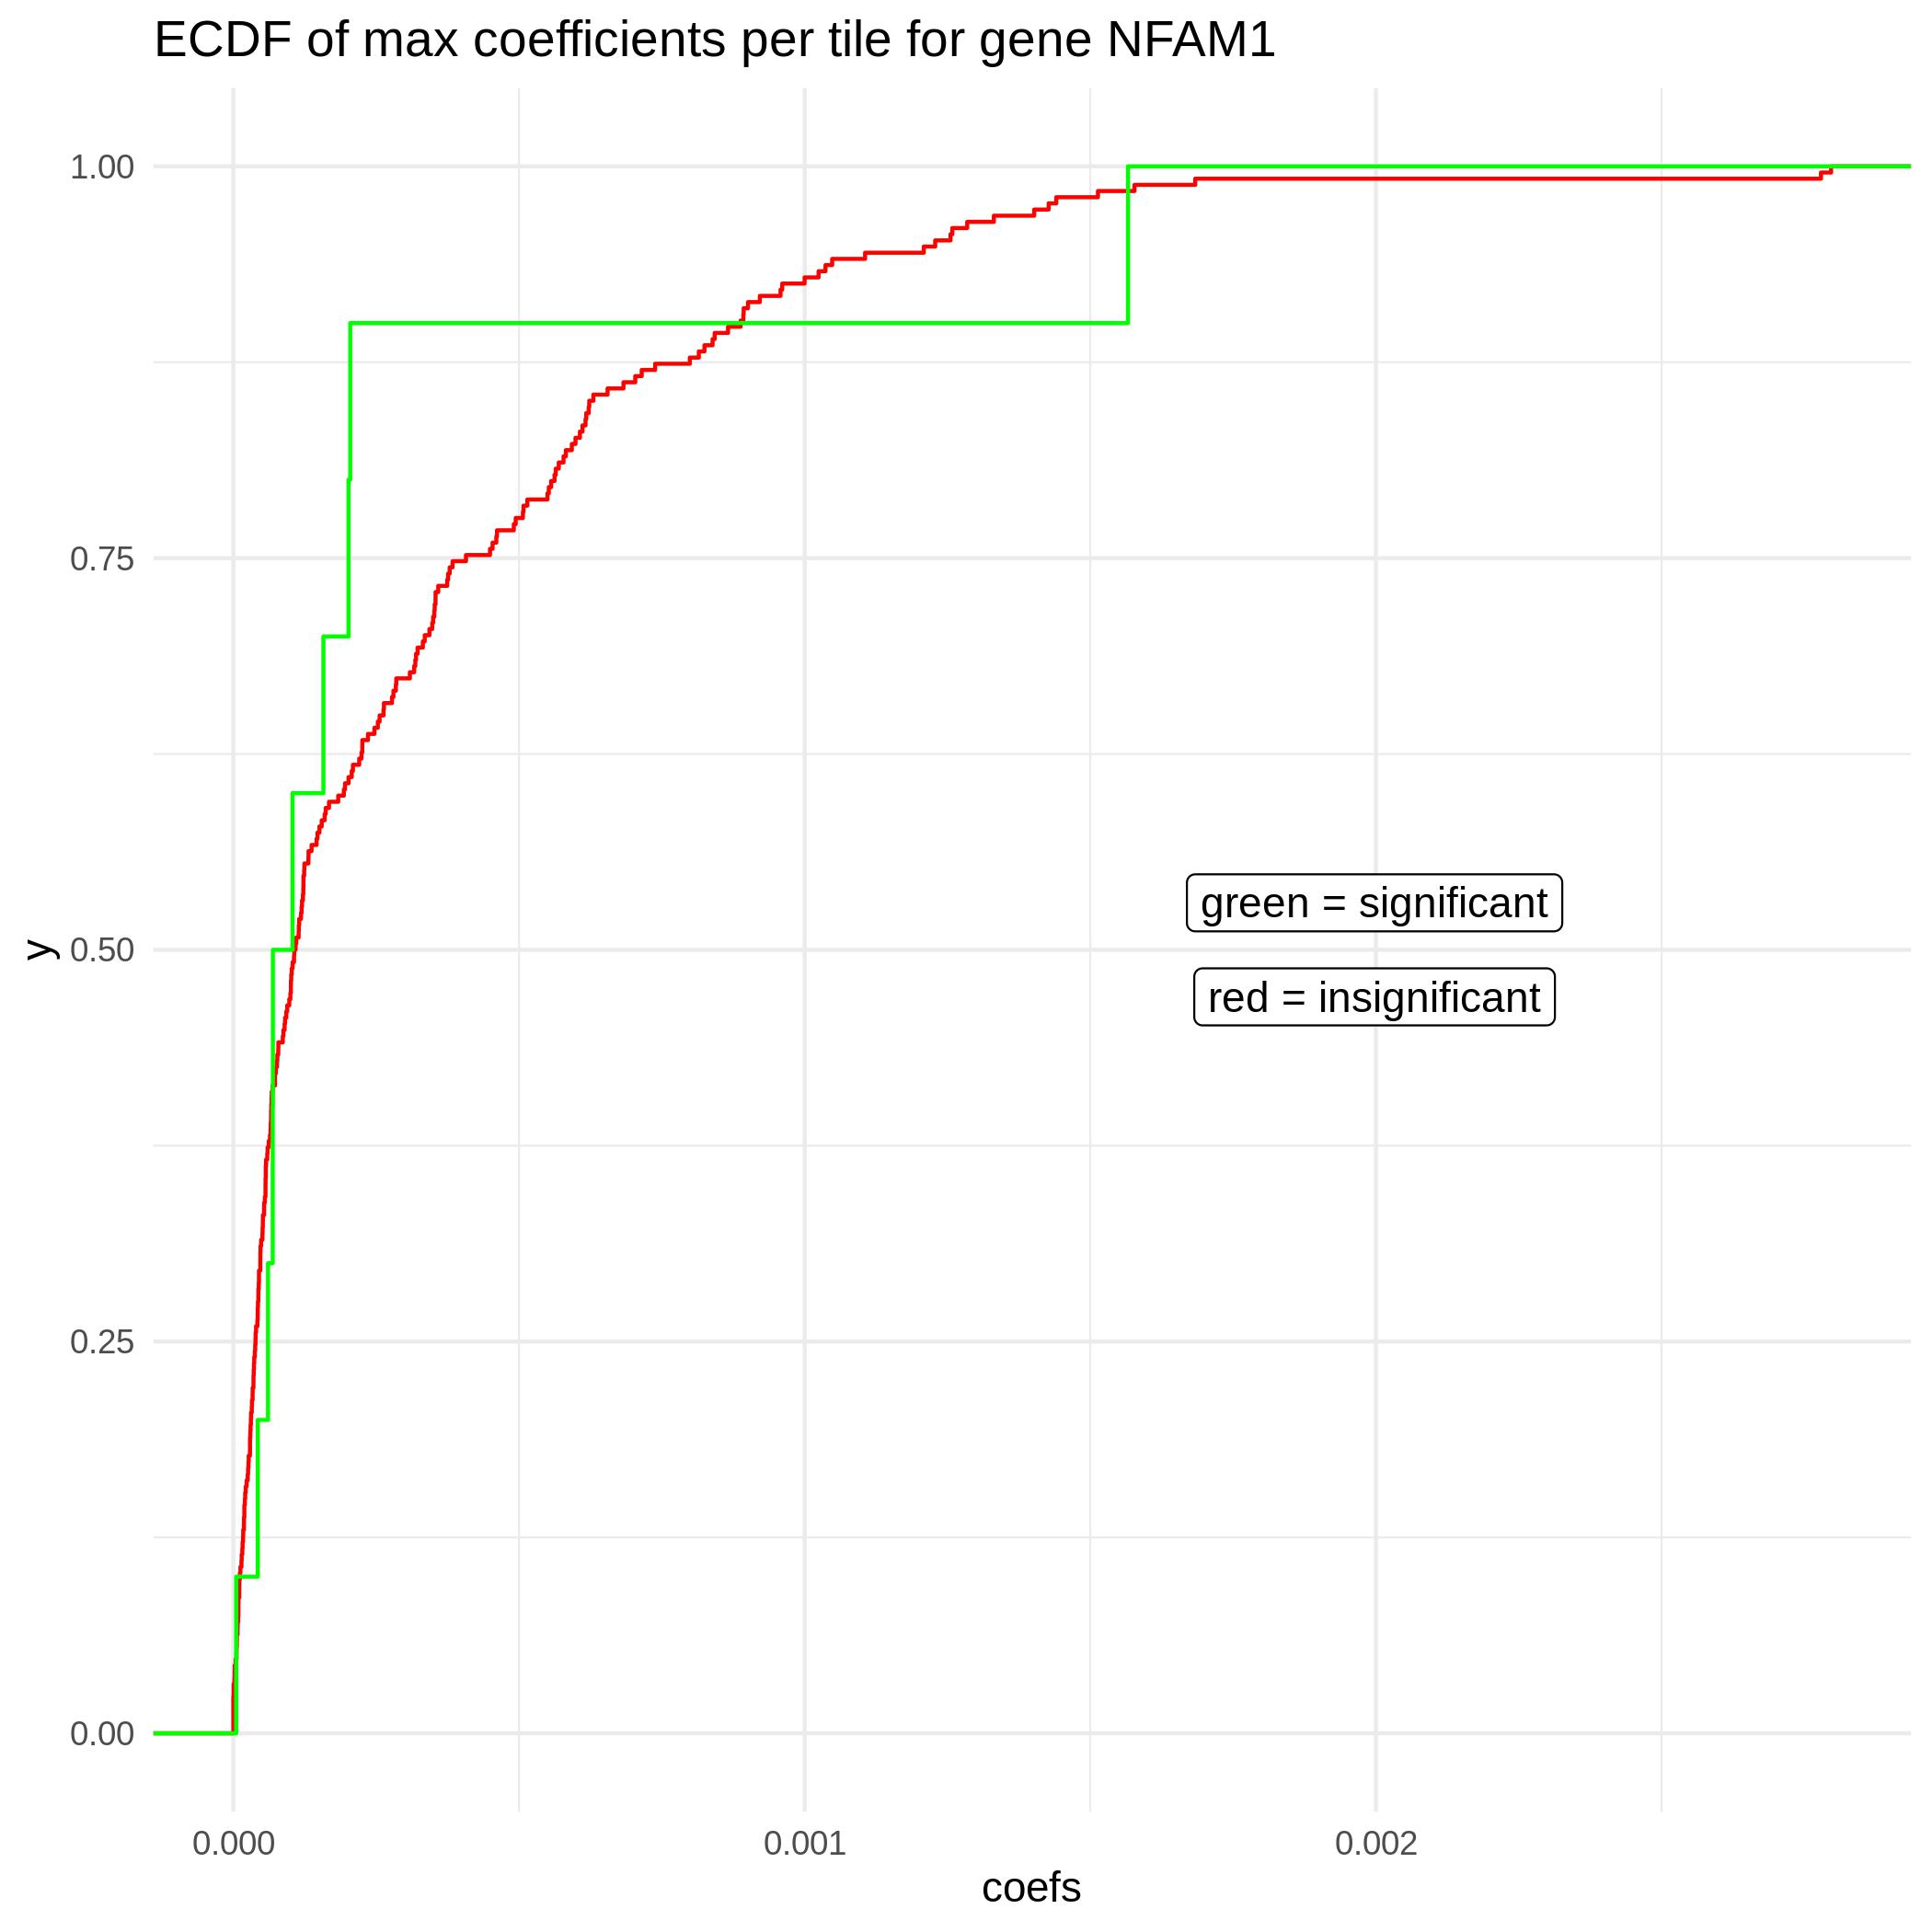 ECDF of max coefficients per tile for gene NFAM1
1.00
0.75
0.50
0.25
0.00
y
green = significant
red = insignificant
0.000 0.001 0.002
coefs